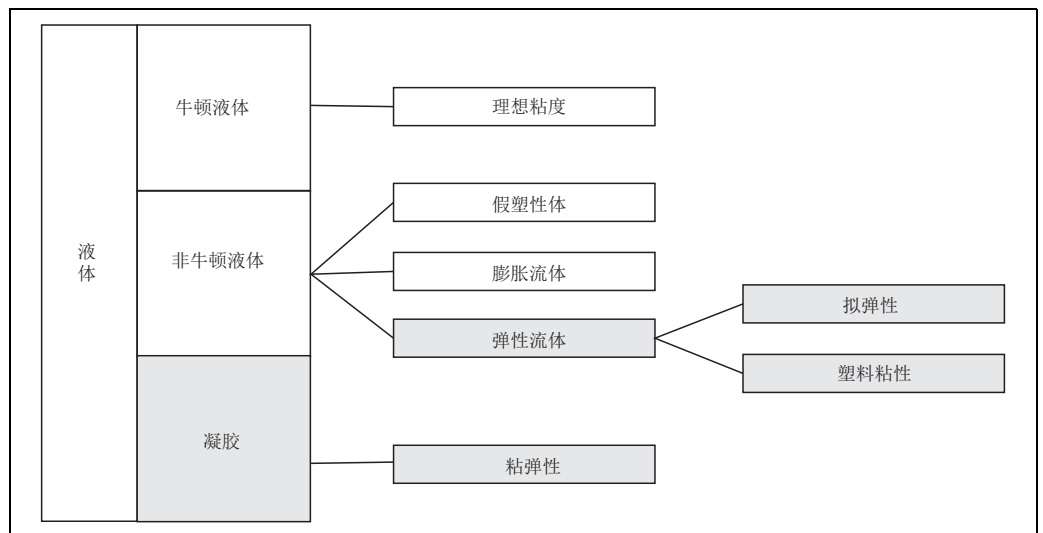 液
体
牛顿液体
理想粘度
非牛顿液体
假塑性体
膨胀流体
弹性流体
拟弹性
塑料粘性
凝胶
粘弹性